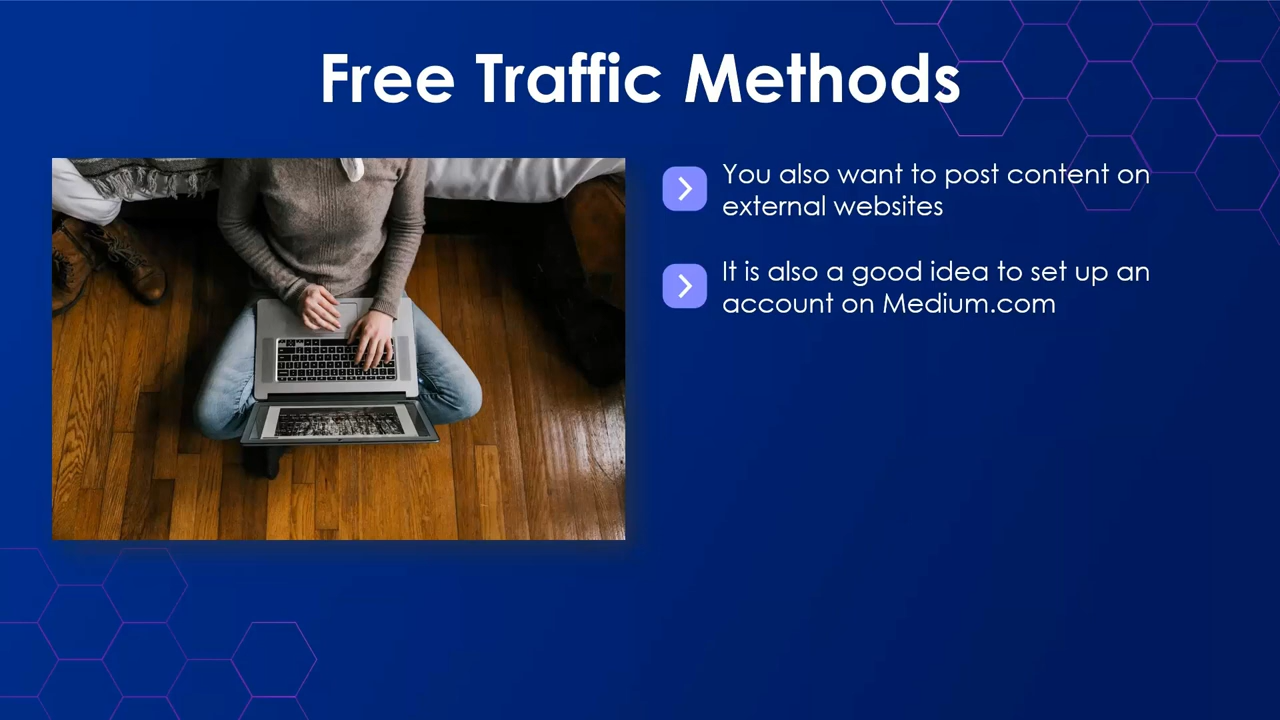 Free Traffic Methods
You also want to post content on
external websites
It is also a good idea to set up an
account on Medium.com